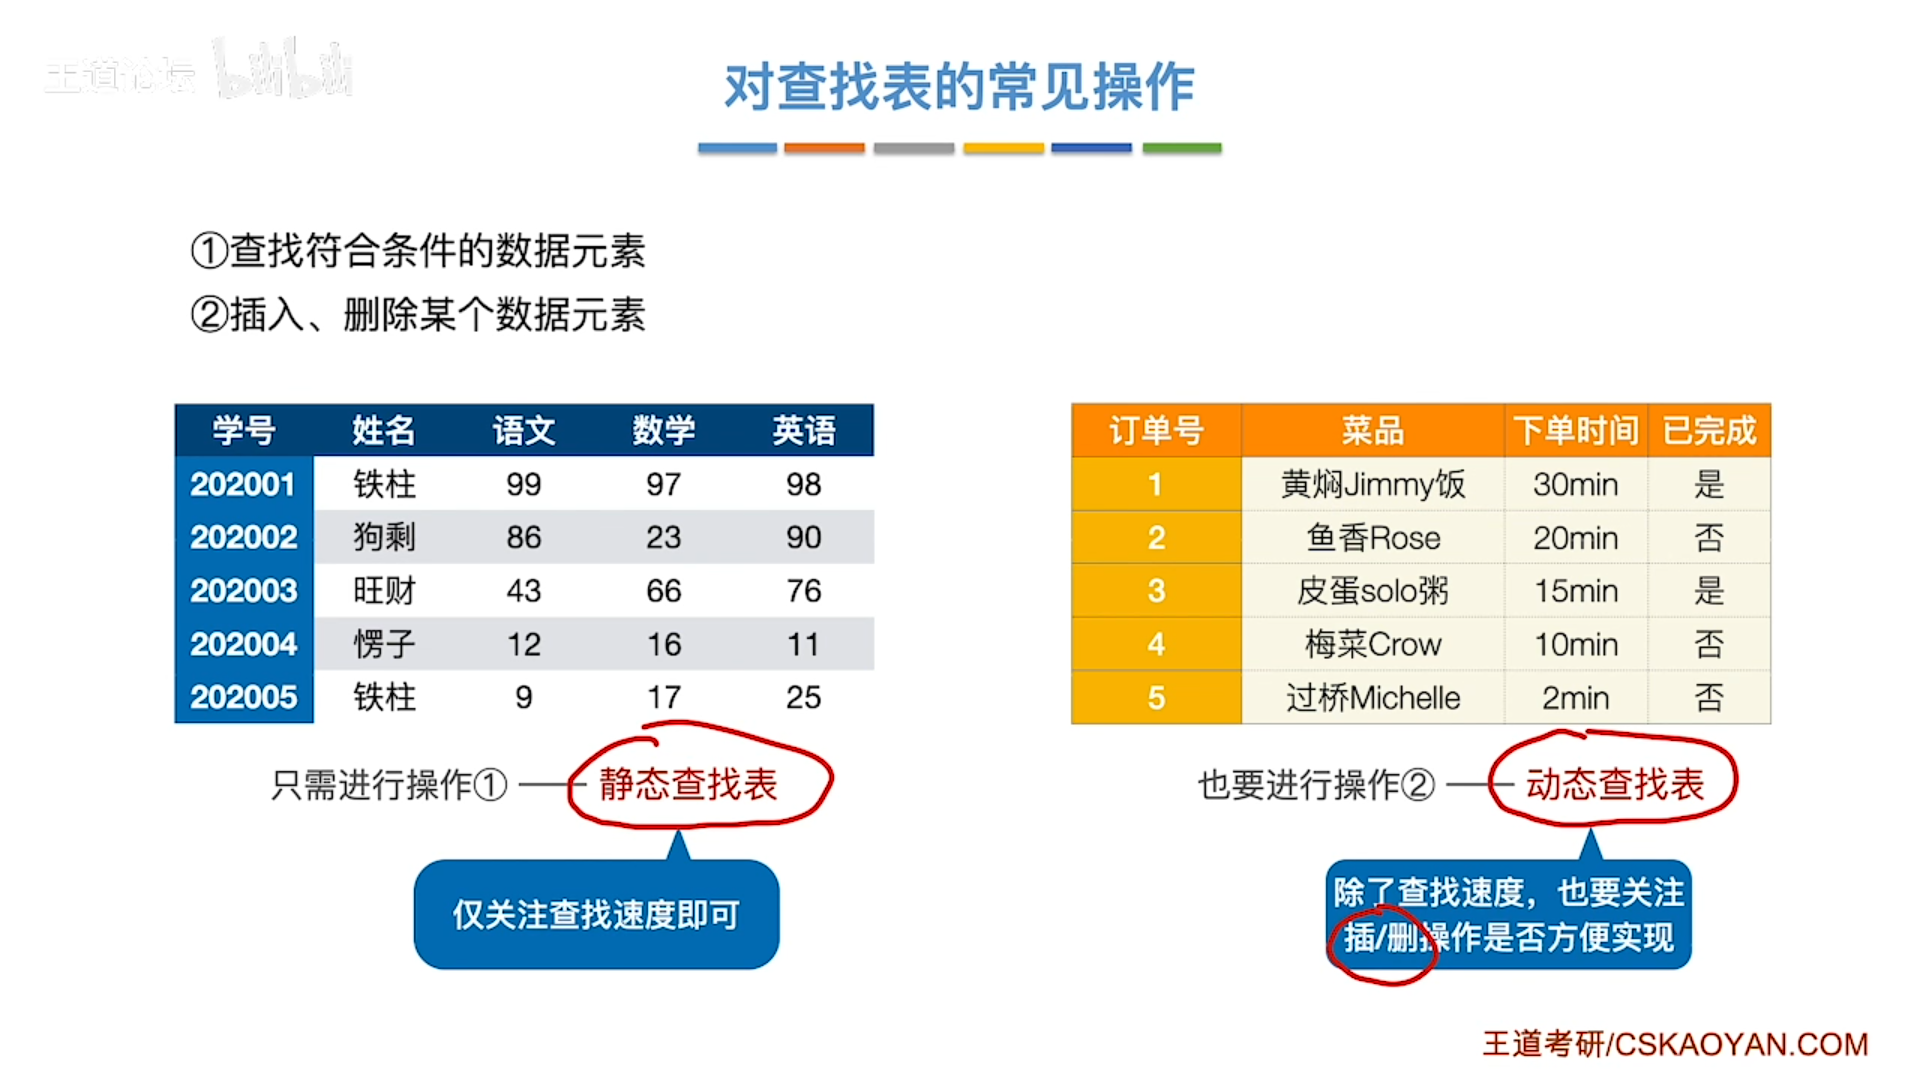 王道论坛 bilibili
对查找表的常见操作
①查找符合条件的数据元素
②插入、删除某个数据元素
学号 姓名 语文 数学 英语
202001 铁柱 99 97 98
202002 狗剩 86 23 90
202003 旺财 43 66 76
202004 愣子 12 16 11
202005 铁柱 9 17 25
只需进行操作① 静态查找表
仅关注查找速度即可
订单号 菜品 下单时间 已完成
1 黄焖Jimmy饭 30min 是
2 鱼香Rose 20min 否
3 皮蛋solo粥 15min 是
4 梅菜Crow 10min 否
5 过桥Michelle 2min 否
也要进行操作② 动态查找表
除了查找速度，也要关注
插/删操作是否方便实现
王道考研/CSKAOYAN.COM